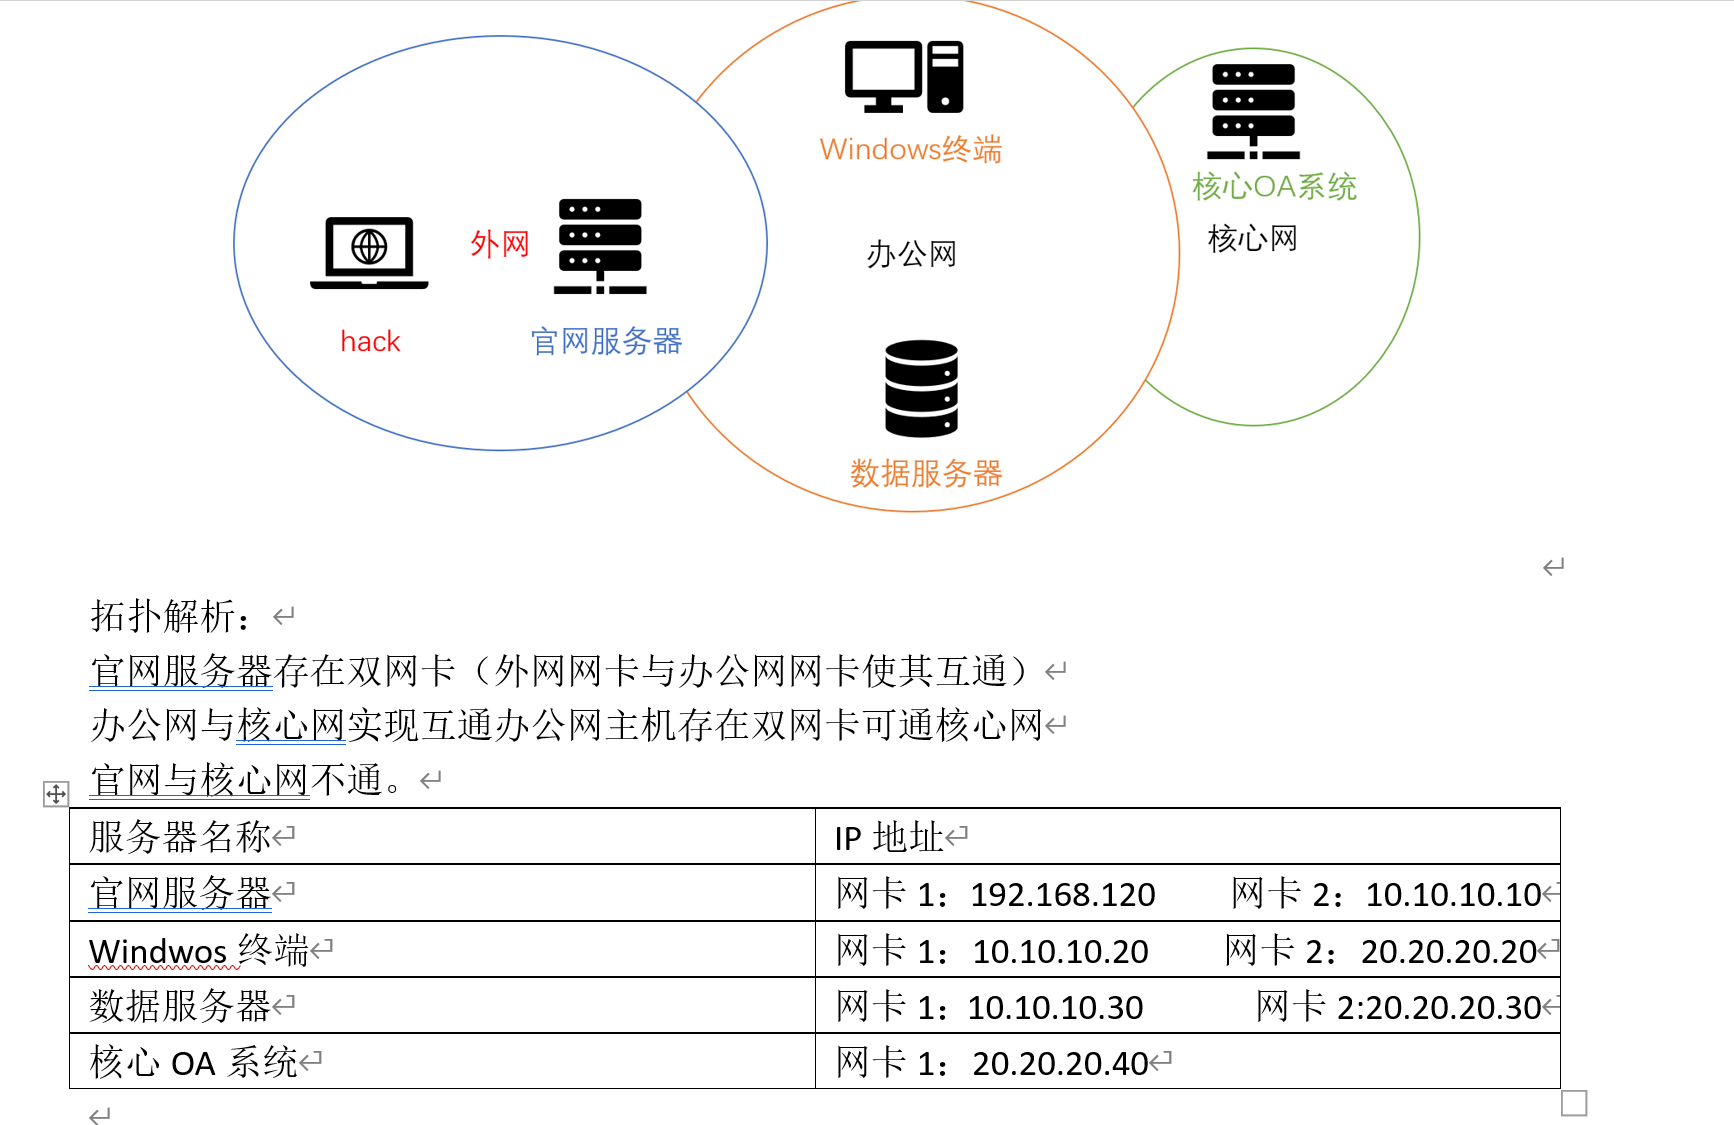 Windows终端
核心OA系统
核心网
外网
办公网
hack
官网服务器
数据服务器
拓扑解析：
官网服务器存在双网卡（外网网卡与办公网网卡使其互通）
办公网与核心网实现互通办公网主机存在双网卡可通核心网
官网与核心网不通。
服务器名称 IP 地址
官网服务器 网卡 1：192.168.120 网卡 2：10.10.10.10
Windwos 终端 网卡 1：10.10.10.20 网卡 2：20.20.20.20
数据服务器 网卡 1：10.10.10.30 网卡 2:20.20.20.30
核心 OA 系统 网卡 1：20.20.20.40